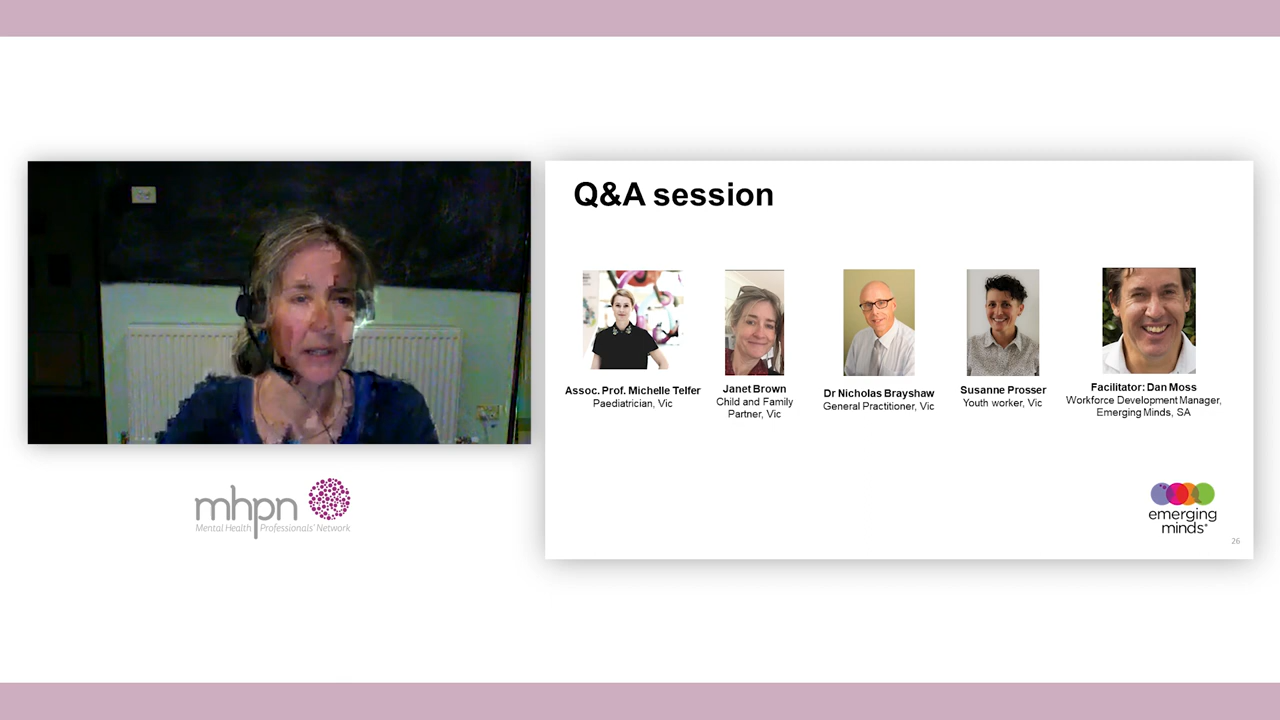 Q&A session
Assoc. Prof. Michelle Telfer
Paediatrician, Vic
Janet Brown
Child and Family
Partner, Vic
Dr Nicholas Brayshaw
General Practitioner, Vic
Susanne Prosser
Youth worker, Vic
Facilitator: Dan Moss
Workforce Development Manager,
Emerging Minds, SA
mhpn
Mental Health Professionals' Network
emerging
minds
26